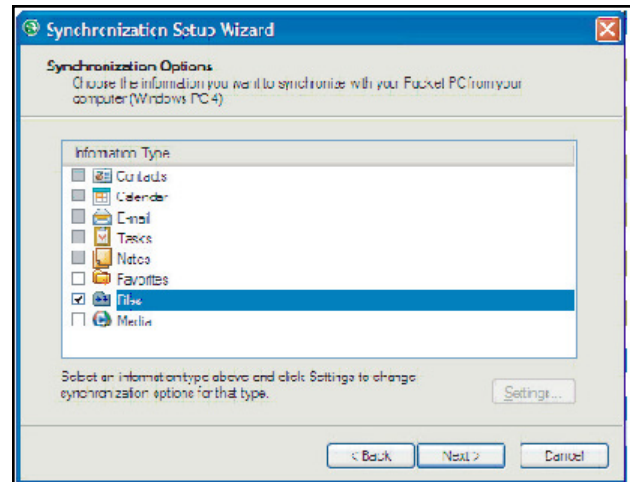 Synchronization Setup Wizard
Synchronization Options
Choose the information you want to synchronize with your Pocket PC from your
computer (Windows PC 4)
Information Type
Contacts
Calendar
E-mail
Tasks
Notes
Favorites
Files
Media
Select an information type above and click Settings to change
synchronization options for that type.
Settings...
< Back
Next >
Cancel